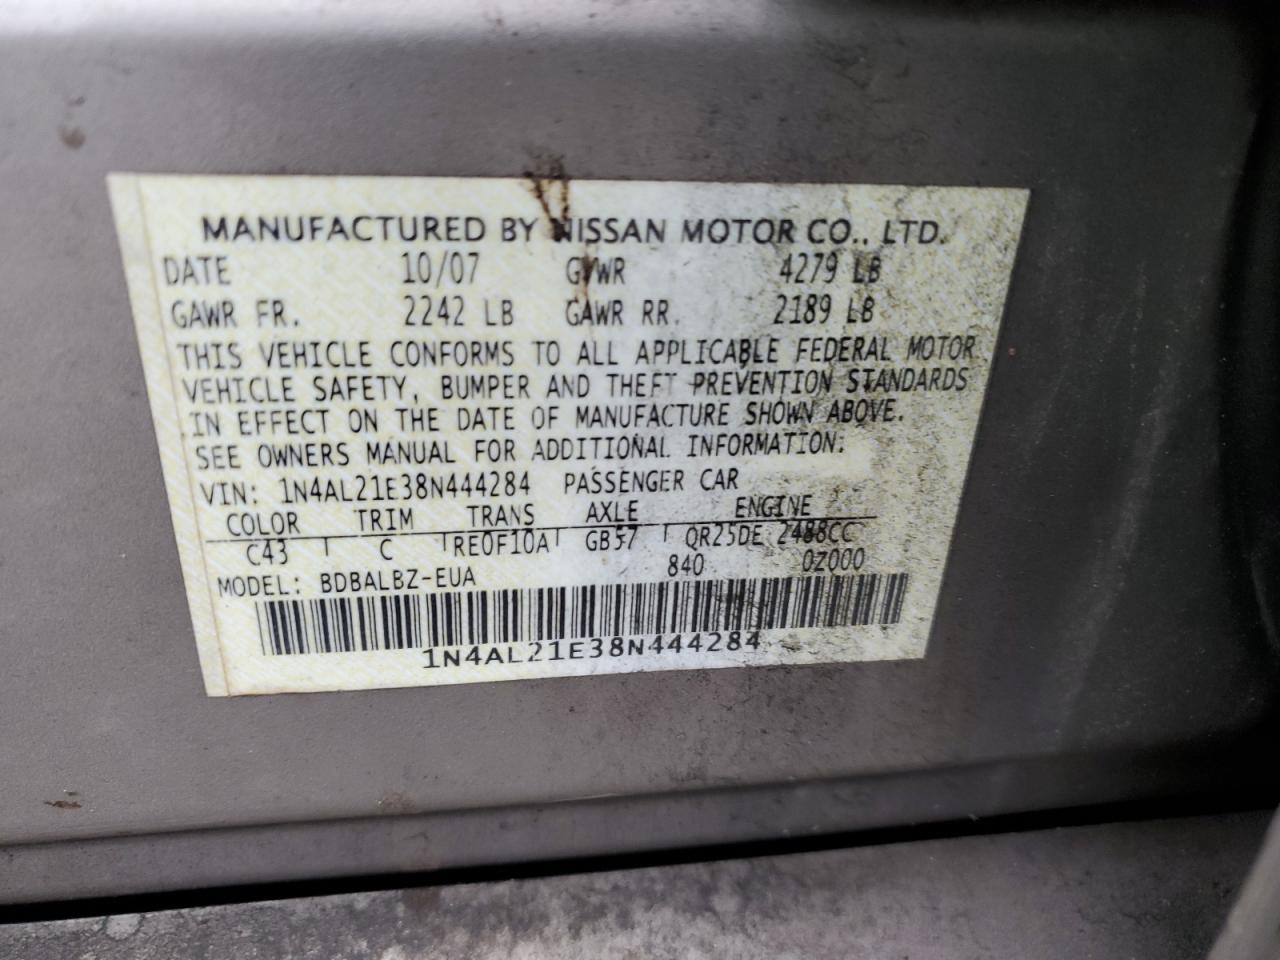 MANUFACTURED BY NISSAN MOTOR CO., LTD.
DATE 10/07 GVWR 4279 LB
GAWR FR. 2242 LB GAWR RR. 2189 LB
THIS VEHICLE CONFORMS TO ALL APPLICABLE FEDERAL MOTOR
VEHICLE SAFETY, BUMPER AND THEFT PREVENTION STANDARDS
IN EFFECT ON THE DATE OF MANUFACTURE SHOWN ABOVE.
SEE OWNERS MANUAL FOR ADDITIONAL INFORMATION.
VIN: 1N4AL21E38N444284 PASSENGER CAR
COLOR TRIM TRANS AXLE ENGINE
C43 C RE0F10A GB57 QR25DE 2488CC
MODEL: BDBALBZ-EUA 840 0Z000
1N4AL21E38N444284